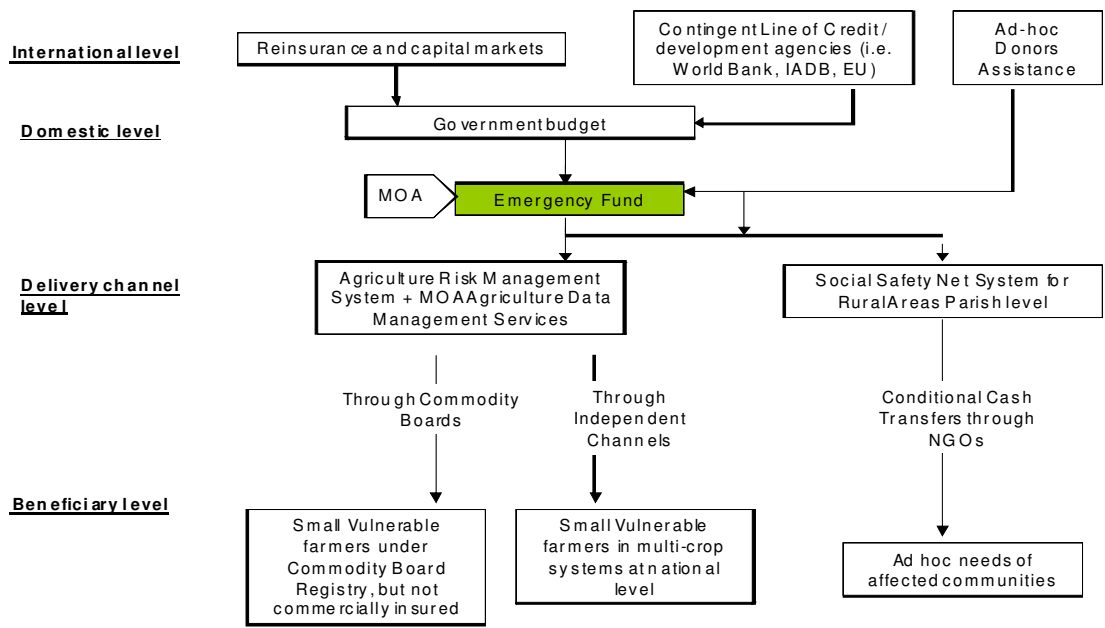 International level
Reinsurance and capital markets
Contingent Line of Credit/
development agencies (i.e.
World Bank, IADB, EU)
Ad-hoc
Donors
Assistance
Domestic level
Government budget
MOA
Emergency Fund
Delivery channel
level
Agriculture Risk Management
System + MOA Agriculture Data
Management Services
Social Safety Net System for
Rural Areas Parish level
Through Commodity
Boards
Through
Independent
Channels
Conditional Cash
Transfers through
NGOs
Beneficiary level
Small Vulnerable
farmers under
Commodity Board
Registry, but not
commercially insured
Small Vulnerable
farmers in multi-crop
systems at national
level
Ad hoc needs of
affected communities